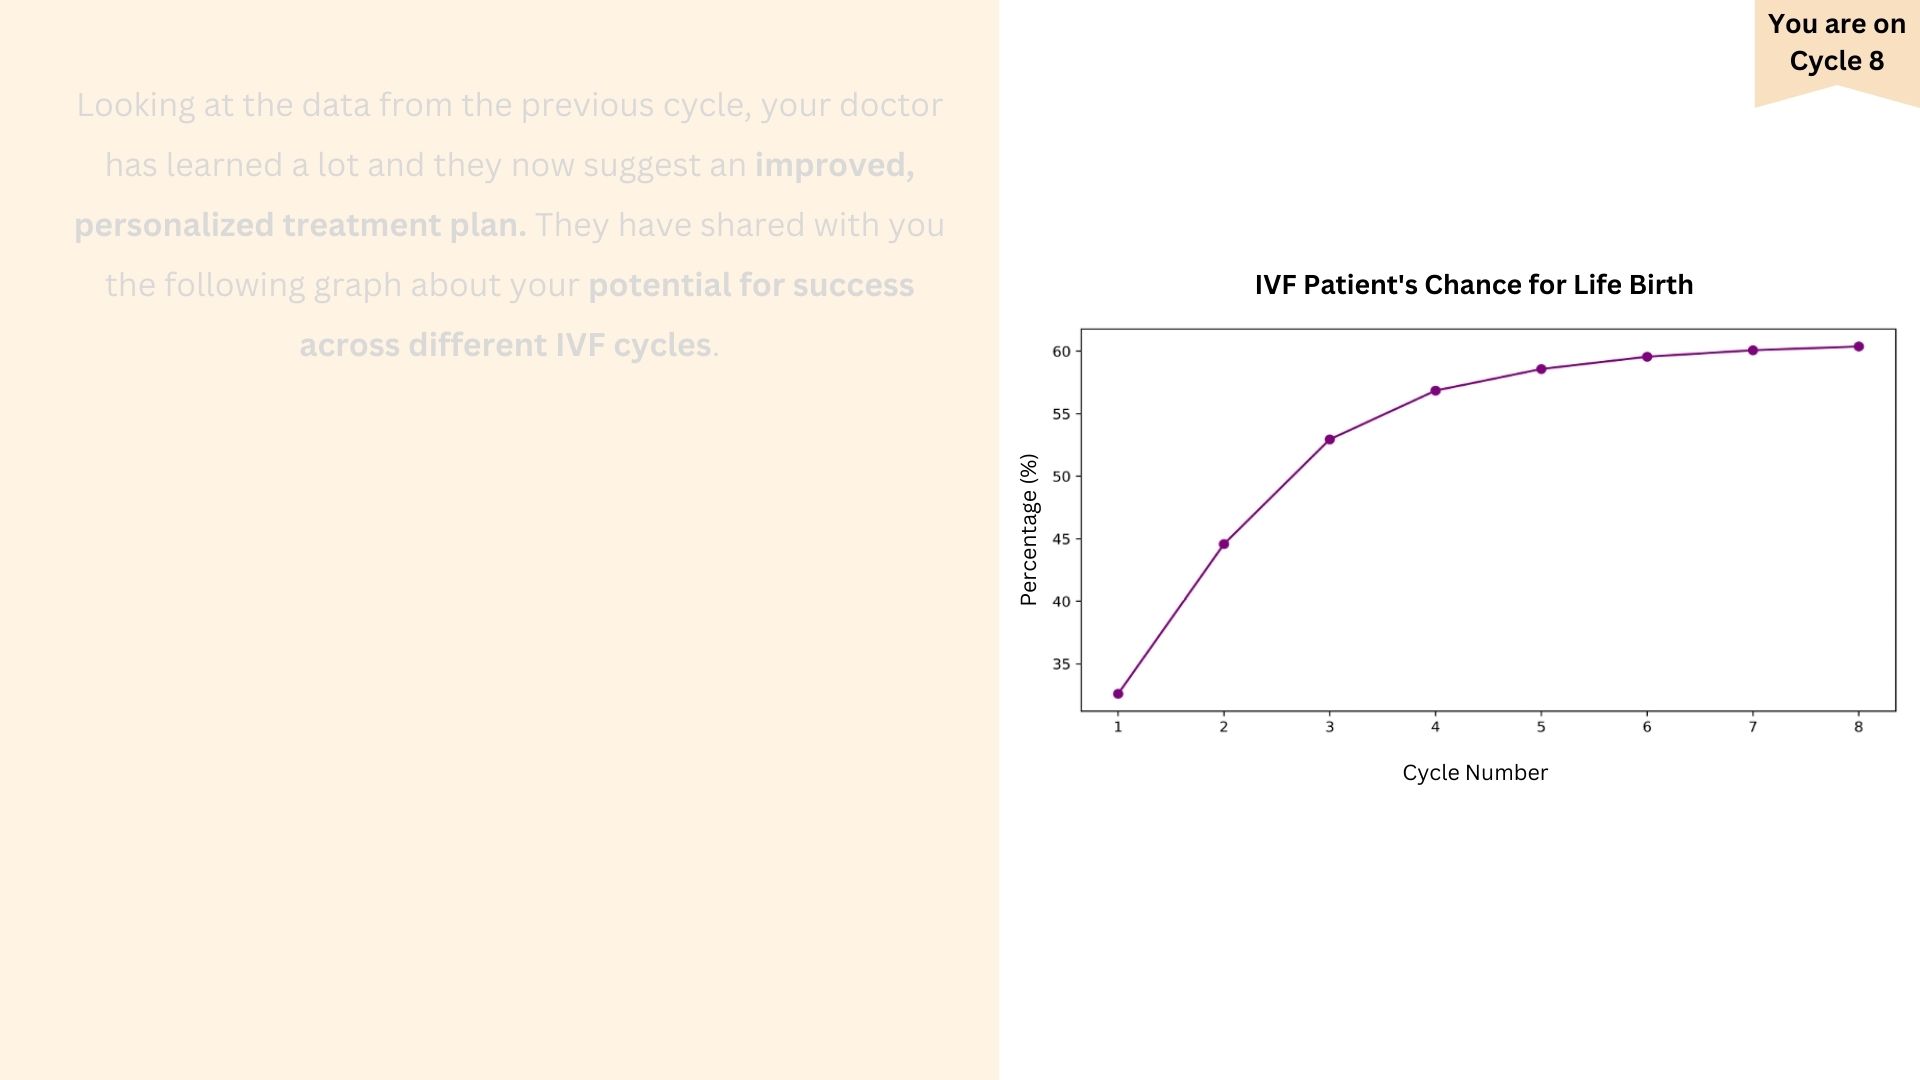 You are on
Cycle 8
Looking at the data from the previous cycle, your doctor
has learned a lot and they now suggest an improved,
personalized treatment plan. They have shared with you
the following graph about your potential for success
across different IVF cycles.
IVF Patient's Chance for Life Birth
Percentage (%)
60
55
50
45
40
35
1 2 3 4 5 6 7 8
Cycle Number